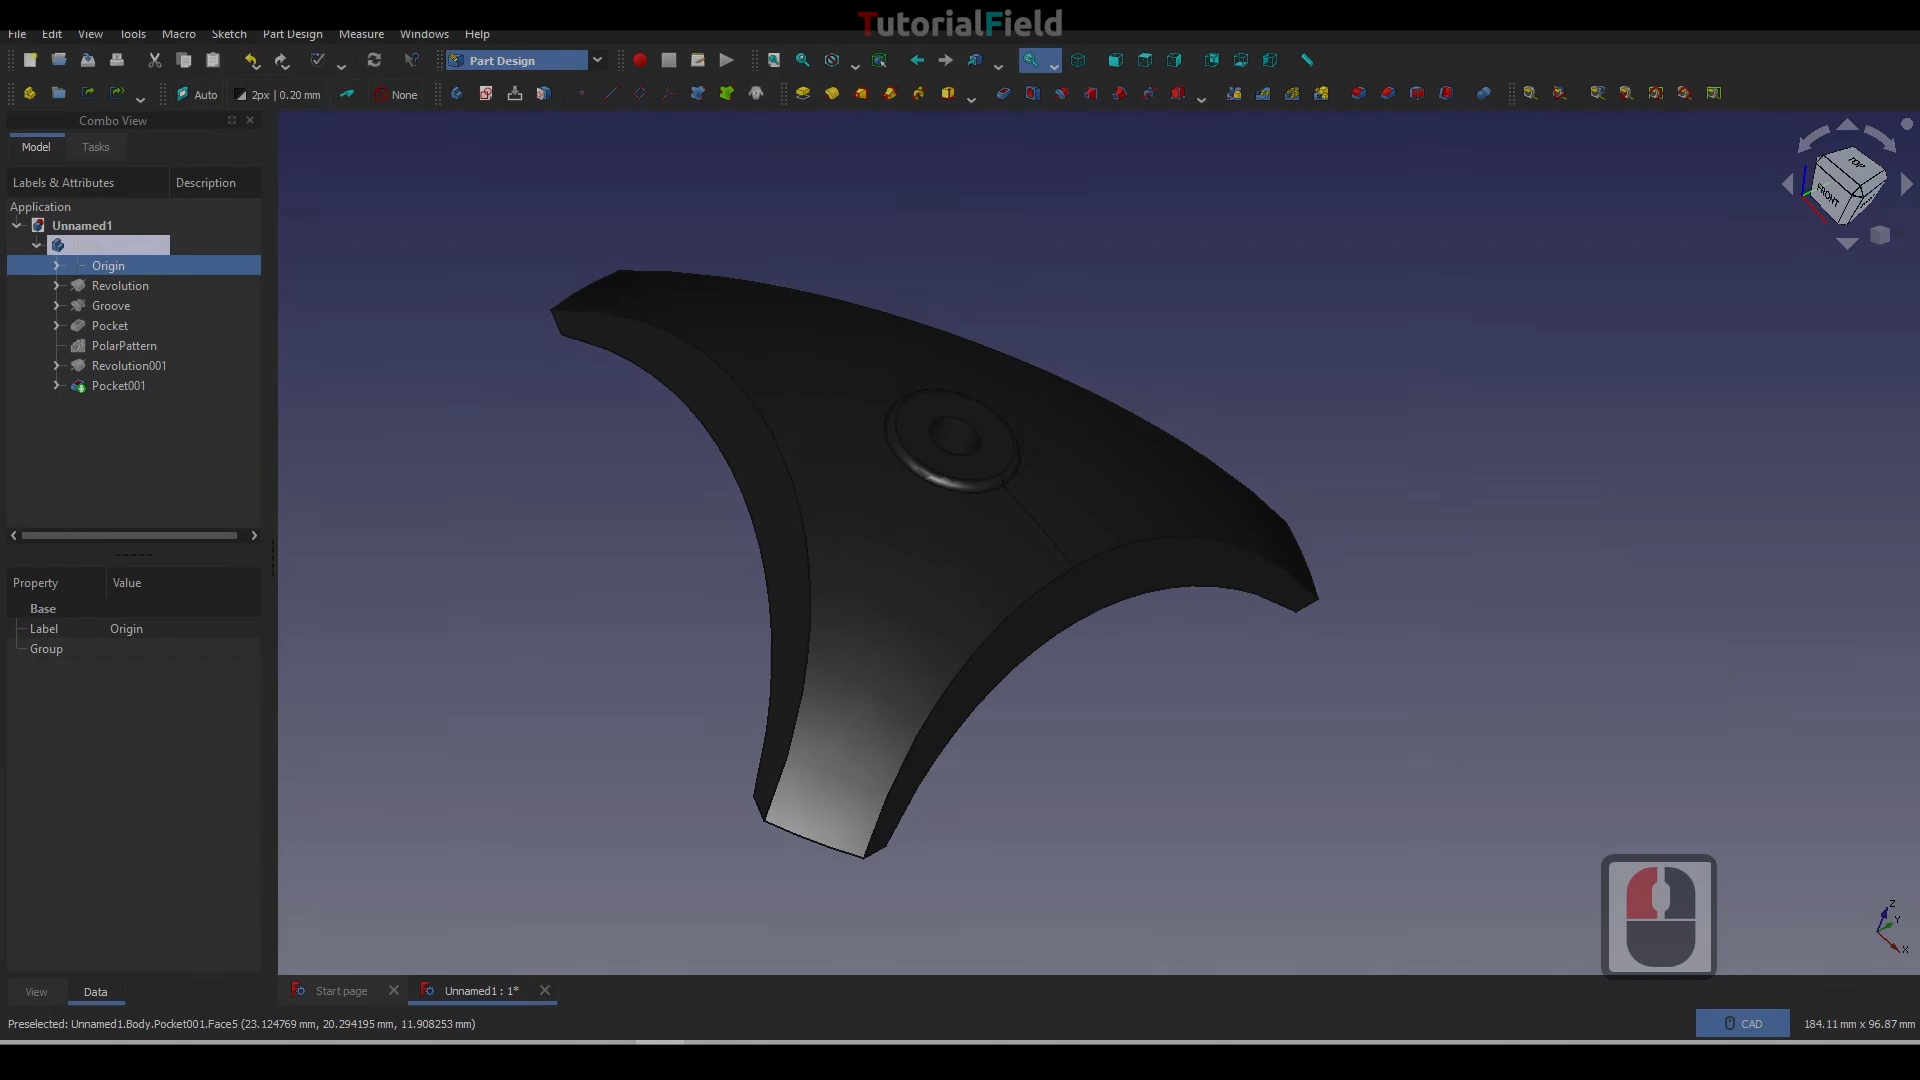 TutorialField
File Edit View Tools Macro Sketch Part Design Measure Windows Help
Part Design
Auto 2px | 0.20 mm None
Combo View
Model Tasks
Labels & Attributes Description
Application
Unnamed1
Origin
Revolution
Groove
Pocket
PolarPattern
Revolution001
Pocket001
TOP
FRONT
Property Value
Base
Label Origin
Group
Z
Y
X
View Data
Start page Unnamed1 : 1*
Preselected: Unnamed1.Body.Pocket001.Face5 (23.124769 mm, 20.294195 mm, 11.908253 mm)
CAD 184.11 mm x 96.87 mm